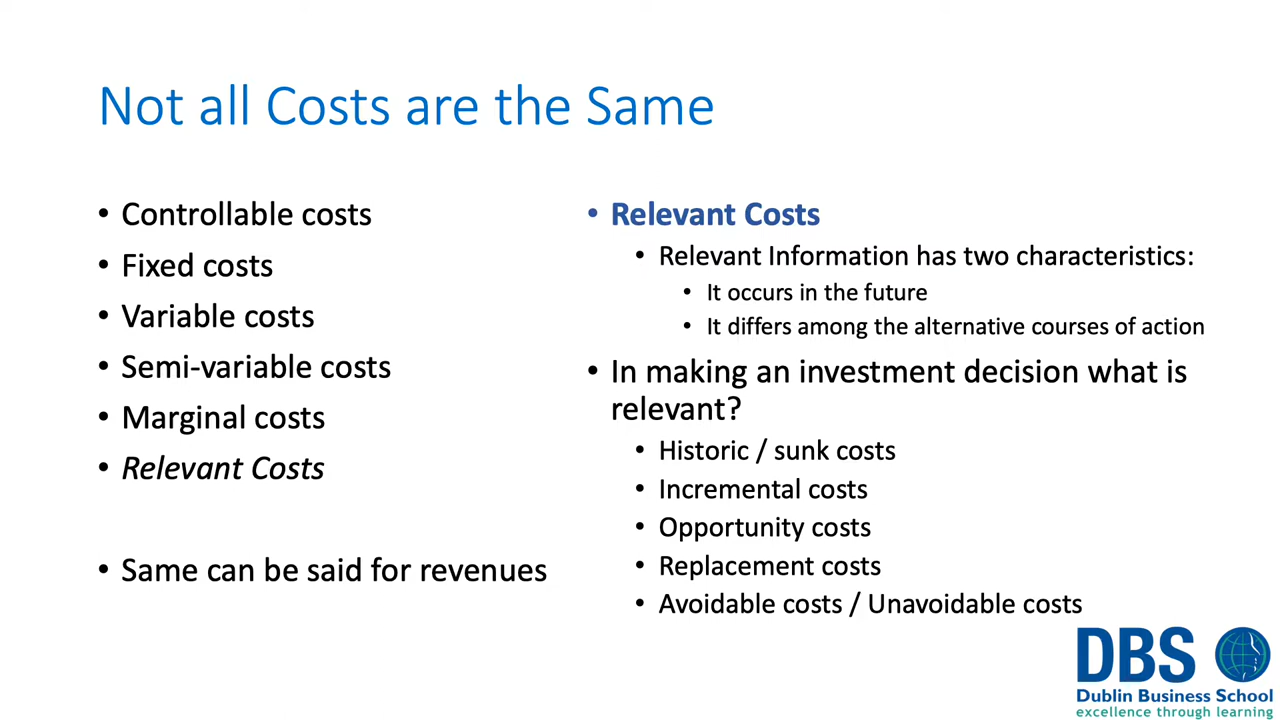 Not all Costs are the Same
• Controllable costs
• Fixed costs
• Variable costs
• Semi-variable costs
• Marginal costs
• Relevant Costs
• Same can be said for revenues
• Relevant Costs
• Relevant Information has two characteristics:
• It occurs in the future
• It differs among the alternative courses of action
• In making an investment decision what is
relevant?
• Historic / sunk costs
• Incremental costs
• Opportunity costs
• Replacement costs
• Avoidable costs / Unavoidable costs
DBS
Dublin Business School
excellence through learning